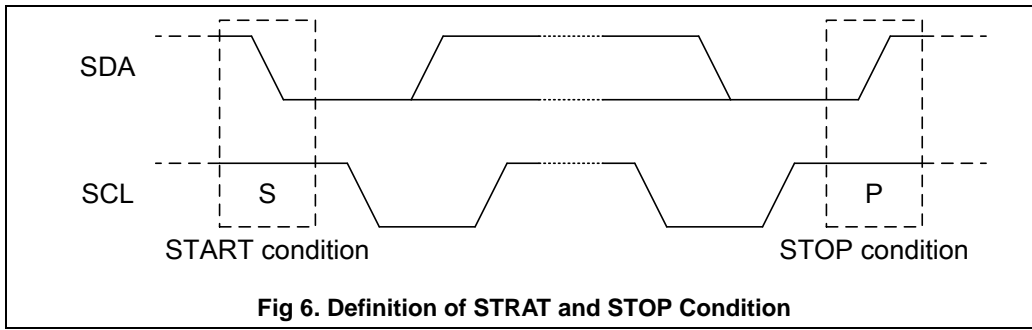 SDA
SCL
S
P
START condition
STOP condition
Fig 6. Definition of STRAT and STOP Condition